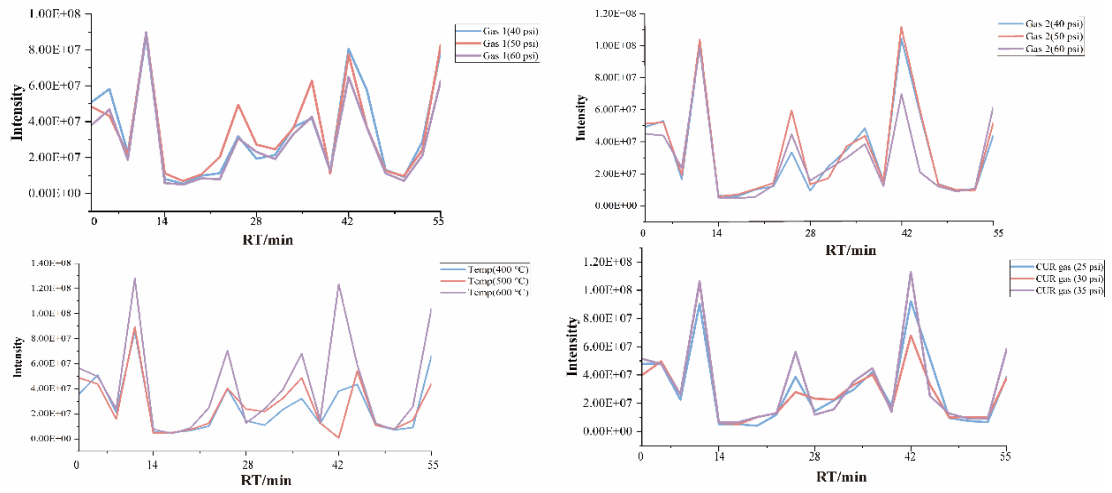 1.00E+08
8.00E+07
6.00E+07
4.00E+07
2.00E+07
0.00E+00
Intensity
0 14 28 42 55
RT/min
Gas 1(40 psi)
Gas 1(50 psi)
Gas 1(60 psi)
1.20E+08
1.00E+08
8.00E+07
6.00E+07
4.00E+07
2.00E+07
0.00E+00
Intensity
0 14 28 42 55
RT/min
Gas 2(40 psi)
Gas 2(50 psi)
Gas 2(60 psi)
1.40E+08
1.20E+08
1.00E+08
8.00E+07
6.00E+07
4.00E+07
2.00E+07
0.00E+00
Intensity
0 14 28 42 55
RT/min
Temp(400 °C)
Temp(500 °C)
Temp(600 °C)
1.20E+08
1.00E+08
8.00E+07
6.00E+07
4.00E+07
2.00E+07
0.00E+00
Intensitty
0 14 28 42 55
RT/min
CUR gas (25 psi)
CUR gas (30 psi)
CUR gas (35 psi)